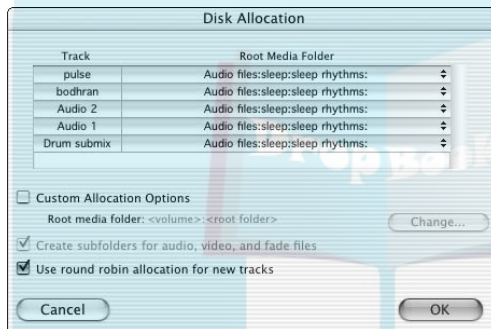 Disk Allocation
Track Root Media Folder
pulse Audio files:sleep:sleep rhythms:
bodhran Audio files:sleep:sleep rhythms:
Audio 2 Audio files:sleep:sleep rhythms:
Audio 1 Audio files:sleep:sleep rhythms:
Drum submix Audio files:sleep:sleep rhythms:
DropBook
Custom Allocation Options
Root media folder: <volume>:<root folder>
Change...
Create subfolders for audio, video, and fade files
Use round robin allocation for new tracks
Cancel OK